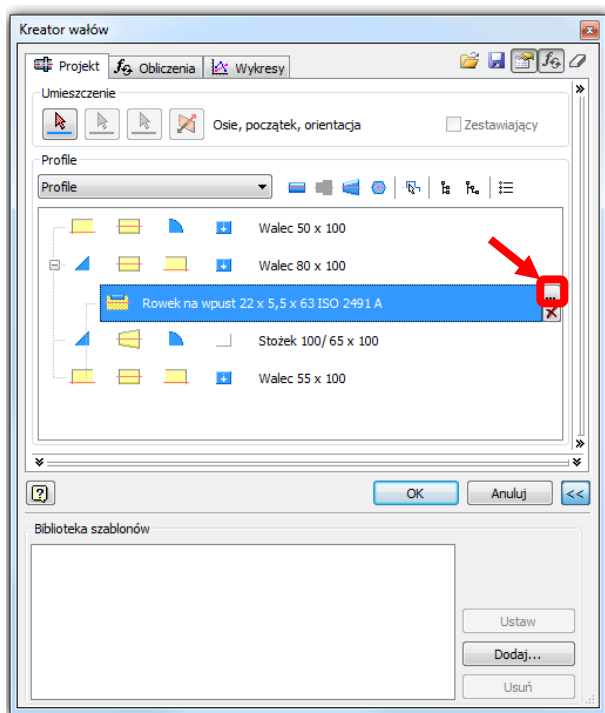 Kreator wałów
Projekt Obliczenia Wykresy
Umieszczenie
Osie, początek, orientacja Zestawiający
Profile
Profile
Walec 50 x 100
Walec 80 x 100
Rowek na wpust 22 x 5,5 x 63 ISO 2491 A
...
Stożek 100/ 65 x 100
Walec 55 x 100
OK Anuluj <<
Biblioteka szablonów
Ustaw
Dodaj...
Usuń